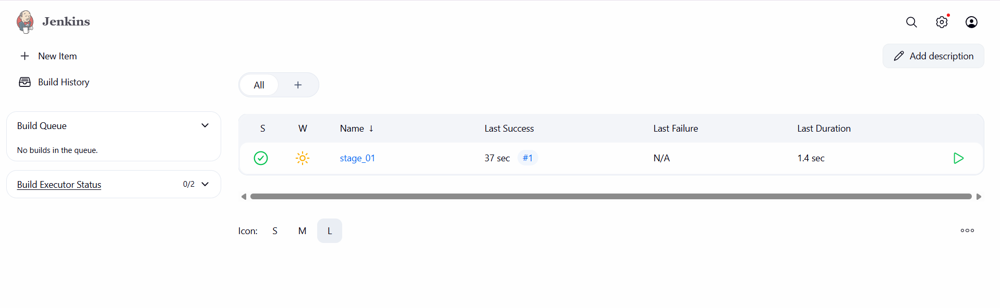 Jenkins
New Item
Add description
Build History
All
Build Queue
No builds in the queue.
Build Executor Status 0/2
S W Name ↓ Last Success Last Failure Last Duration
stage_01 37 sec #1 N/A 1.4 sec
Icon: S M L